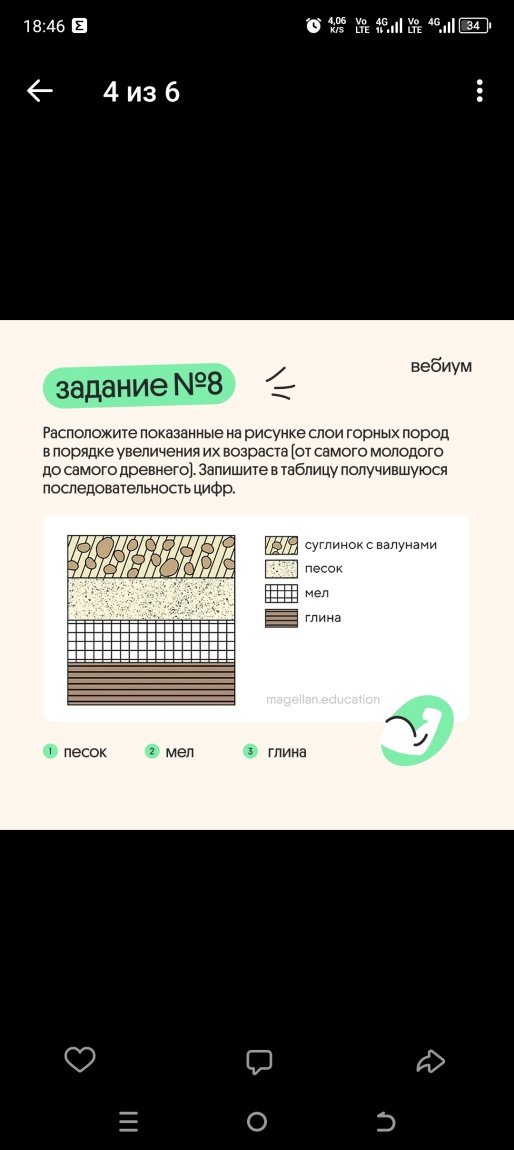 18:46 Σ 4,06 K/S Vo LTE 4G Vo LTE 4G 34
4 из 6
вебиум
задание №8
Расположите показанные на рисунке слои горных пород
в порядке увеличения их возраста (от самого молодого
до самого древнего). Запишите в таблицу получившуюся
последовательность цифр.
суглинок с валунами
песок
мел
глина
magellan.education
1 песок 2 мел 3 глина